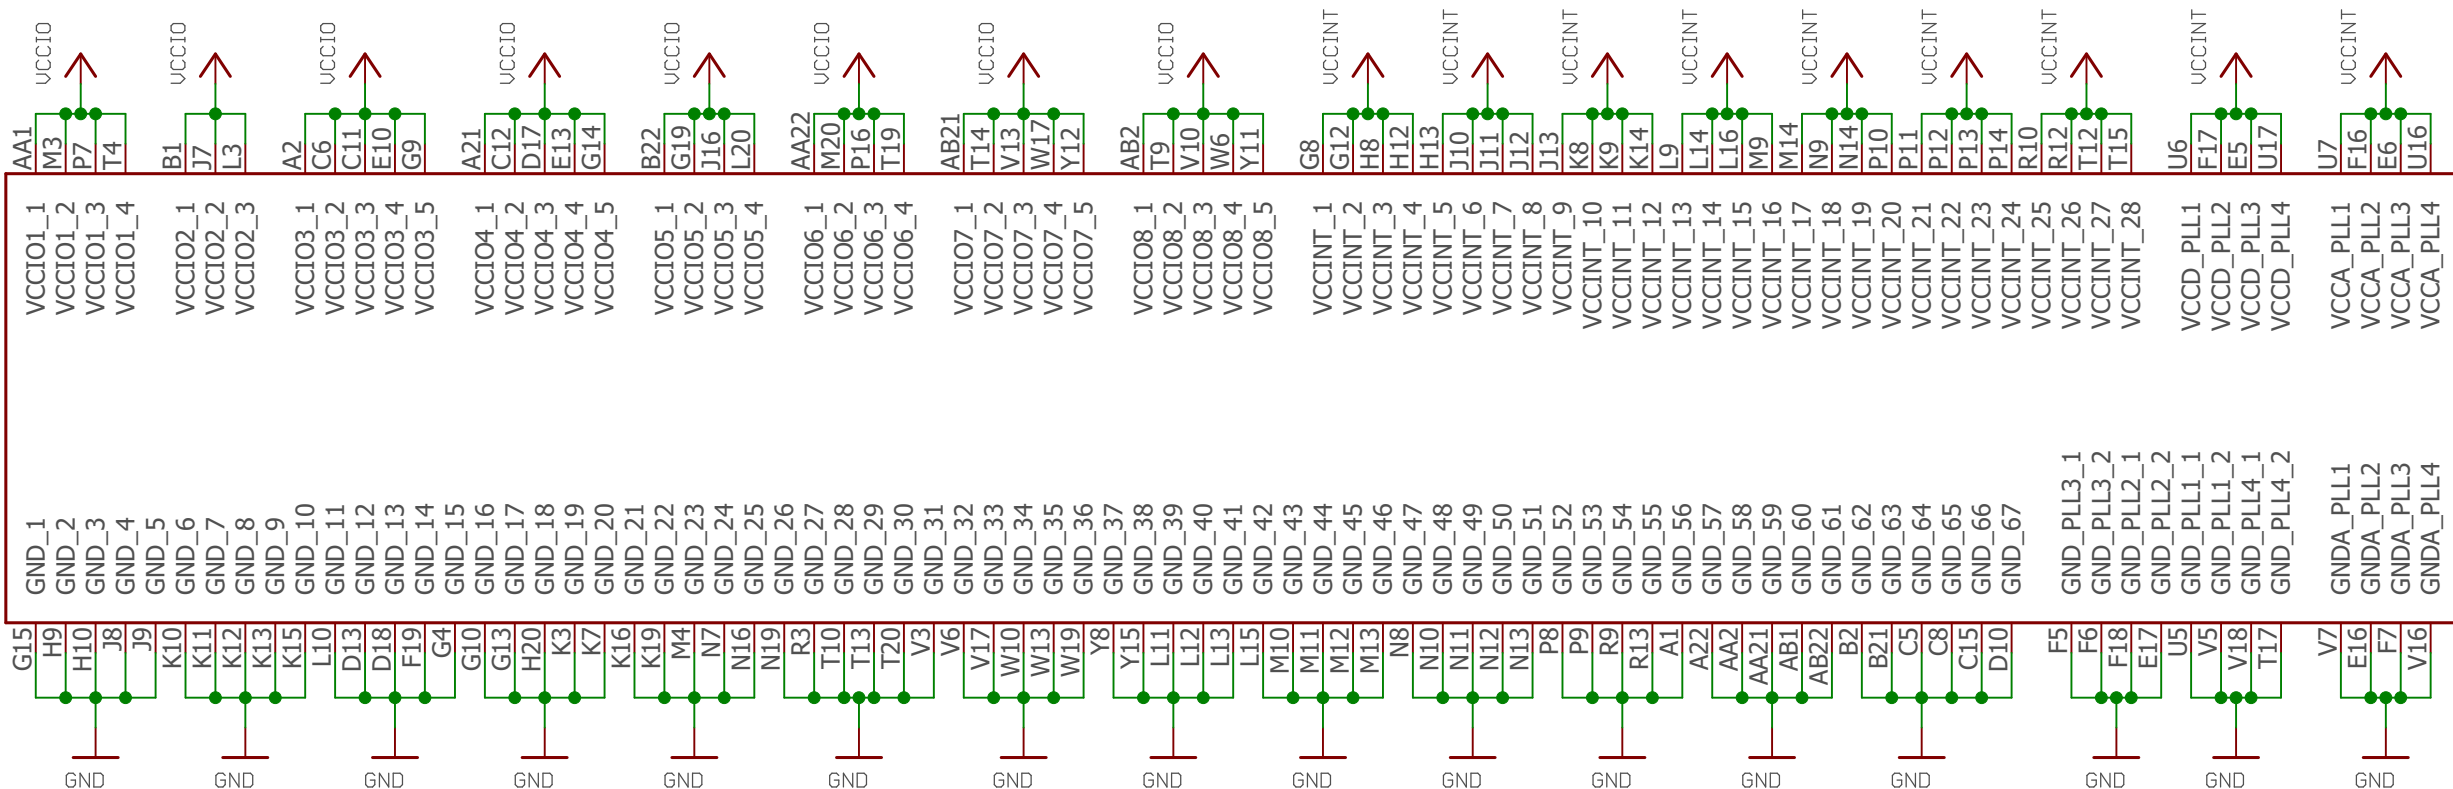 VCCIO VCCIO VCCIO VCCIO VCCIO VCCIO VCCIO VCCIO VCCINT VCCINT VCCINT VCCINT VCCINT VCCINT VCCINT VCCINT VCCINT
AA1 M3 P7 T4 B1 J7 L3 A2 C6 C11 E10 G9 A21 C12 D17 E13 G14 B22 G19 J16 L20 AA22 M20 P16 T19 AB21 T14 V13 W17 Y12 AB2 T9 V10 W6 Y11 G8 G12 H8 H12 H13 J10 J11 J12 J13 K8 K9 K14 L9 L14 L16 M9 M14 N9 N14 P10 P11 P12 P13 P14 R10 R12 T12 T15 U6 F17 E5 U17 U7 F16 E6 U16
VCCIO1_1 VCCIO1_2 VCCIO1_3 VCCIO1_4 VCCIO2_1 VCCIO2_2 VCCIO2_3 VCCIO3_1 VCCIO3_2 VCCIO3_3 VCCIO3_4 VCCIO3_5 VCCIO4_1 VCCIO4_2 VCCIO4_3 VCCIO4_4 VCCIO4_5 VCCIO5_1 VCCIO5_2 VCCIO5_3 VCCIO5_4 VCCIO6_1 VCCIO6_2 VCCIO6_3 VCCIO6_4 VCCIO7_1 VCCIO7_2 VCCIO7_3 VCCIO7_4 VCCIO7_5 VCCIO8_1 VCCIO8_2 VCCIO8_3 VCCIO8_4 VCCIO8_5 VCCINT_1 VCCINT_2 VCCINT_3 VCCINT_4 VCCINT_5 VCCINT_6 VCCINT_7 VCCINT_8 VCCINT_9 VCCINT_10 VCCINT_11 VCCINT_12 VCCINT_13 VCCINT_14 VCCINT_15 VCCINT_16 VCCINT_17 VCCINT_18 VCCINT_19 VCCINT_20 VCCINT_21 VCCINT_22 VCCINT_23 VCCINT_24 VCCINT_25 VCCINT_26 VCCINT_27 VCCINT_28 VCCD_PLL1 VCCD_PLL2 VCCD_PLL3 VCCD_PLL4 VCCA_PLL1 VCCA_PLL2 VCCA_PLL3 VCCA_PLL4
GND_1 GND_2 GND_3 GND_4 GND_5 GND_6 GND_7 GND_8 GND_9 GND_10 GND_11 GND_12 GND_13 GND_14 GND_15 GND_16 GND_17 GND_18 GND_19 GND_20 GND_21 GND_22 GND_23 GND_24 GND_25 GND_26 GND_27 GND_28 GND_29 GND_30 GND_31 GND_32 GND_33 GND_34 GND_35 GND_36 GND_37 GND_38 GND_39 GND_40 GND_41 GND_42 GND_43 GND_44 GND_45 GND_46 GND_47 GND_48 GND_49 GND_50 GND_51 GND_52 GND_53 GND_54 GND_55 GND_56 GND_57 GND_58 GND_59 GND_60 GND_61 GND_62 GND_63 GND_64 GND_65 GND_66 GND_67 GND_PLL3_1 GND_PLL3_2 GND_PLL2_1 GND_PLL2_2 GND_PLL1_1 GND_PLL1_2 GND_PLL4_1 GND_PLL4_2 GNDA_PLL1 GNDA_PLL2 GNDA_PLL3 GNDA_PLL4
G15 H9 H10 J8 J9 K10 K11 K12 K13 K15 L10 D13 D18 F19 G4 G10 G13 H20 K3 K7 K16 K19 M4 N7 N16 N19 R3 T10 T13 T20 V3 V6 V17 W10 W13 W19 Y8 Y15 L11 L12 L13 L15 M10 M11 M12 M13 N8 N10 N11 N12 N13 P8 P9 R9 R13 A1 A22 AA2 AA21 AB1 AB22 B2 B21 C5 C8 C15 D10 F5 F6 F18 E17 U5 V5 V18 T17 V7 E16 F7 V16
GND GND GND GND GND GND GND GND GND GND GND GND GND GND GND GND